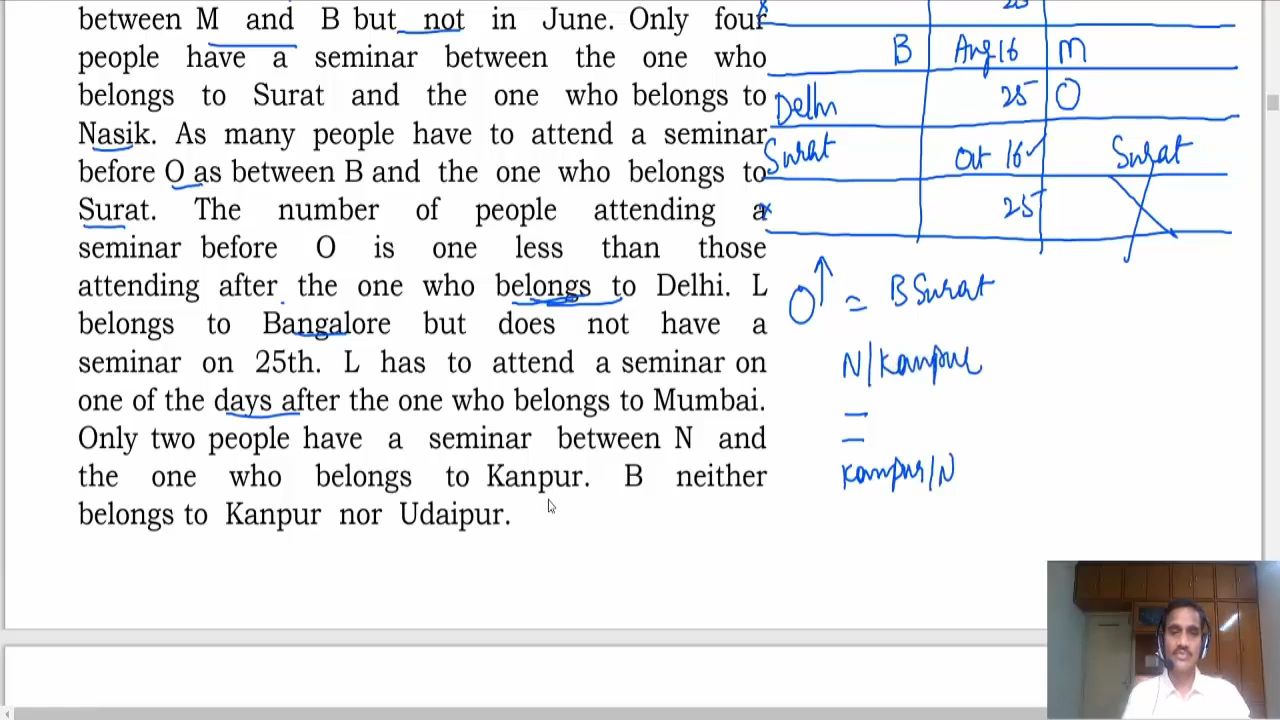 between M and B but not in June. Only four
people have a seminar between the one who
belongs to Surat and the one who belongs to
Nasik. As many people have to attend a seminar
before O as between B and the one who belongs to
Surat. The number of people attending a
seminar before O is one less than those
attending after the one who belongs to Delhi. L
belongs to Bangalore but does not have a
seminar on 25th. L has to attend a seminar on
one of the days after the one who belongs to Mumbai.
Only two people have a seminar between N and
the one who belongs to Kanpur. B neither
belongs to Kanpur nor Udaipur.
x 25
B Aug 16 M
Delhi 25 O
Surat Oct 16 ✓ Surat
x 25
O ↑ = B Surat
N/Kanpur
–
–
Kanpur/N